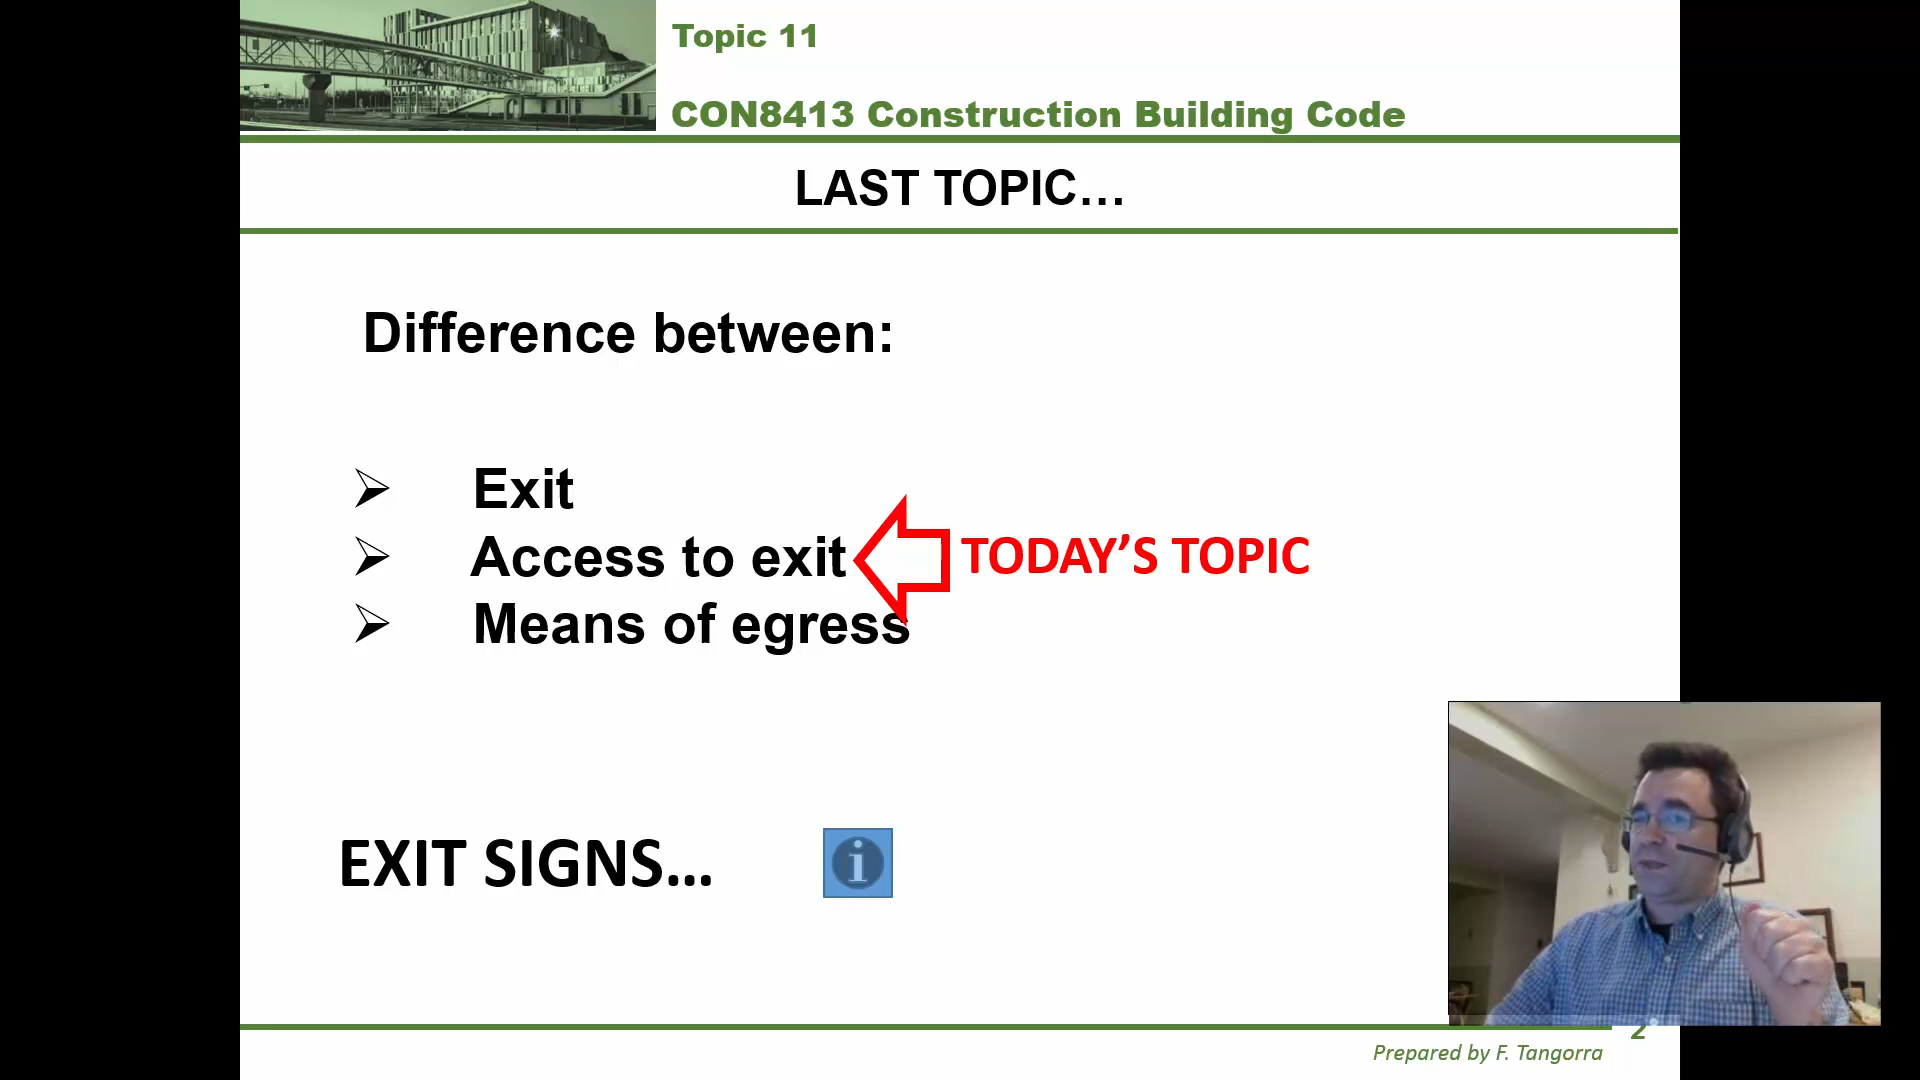 Topic 11
CON8413 Construction Building Code
LAST TOPIC…
Difference between:
Exit
Access to exit
TODAY’S TOPIC
Means of egress
EXIT SIGNS…
i
2
Prepared by F. Tangorra